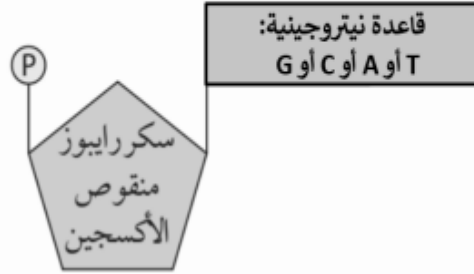 قاعدة نيتروجينية:
T أو A أو C أو G
P
سكر رايبوز
منقوص
الأكسجين